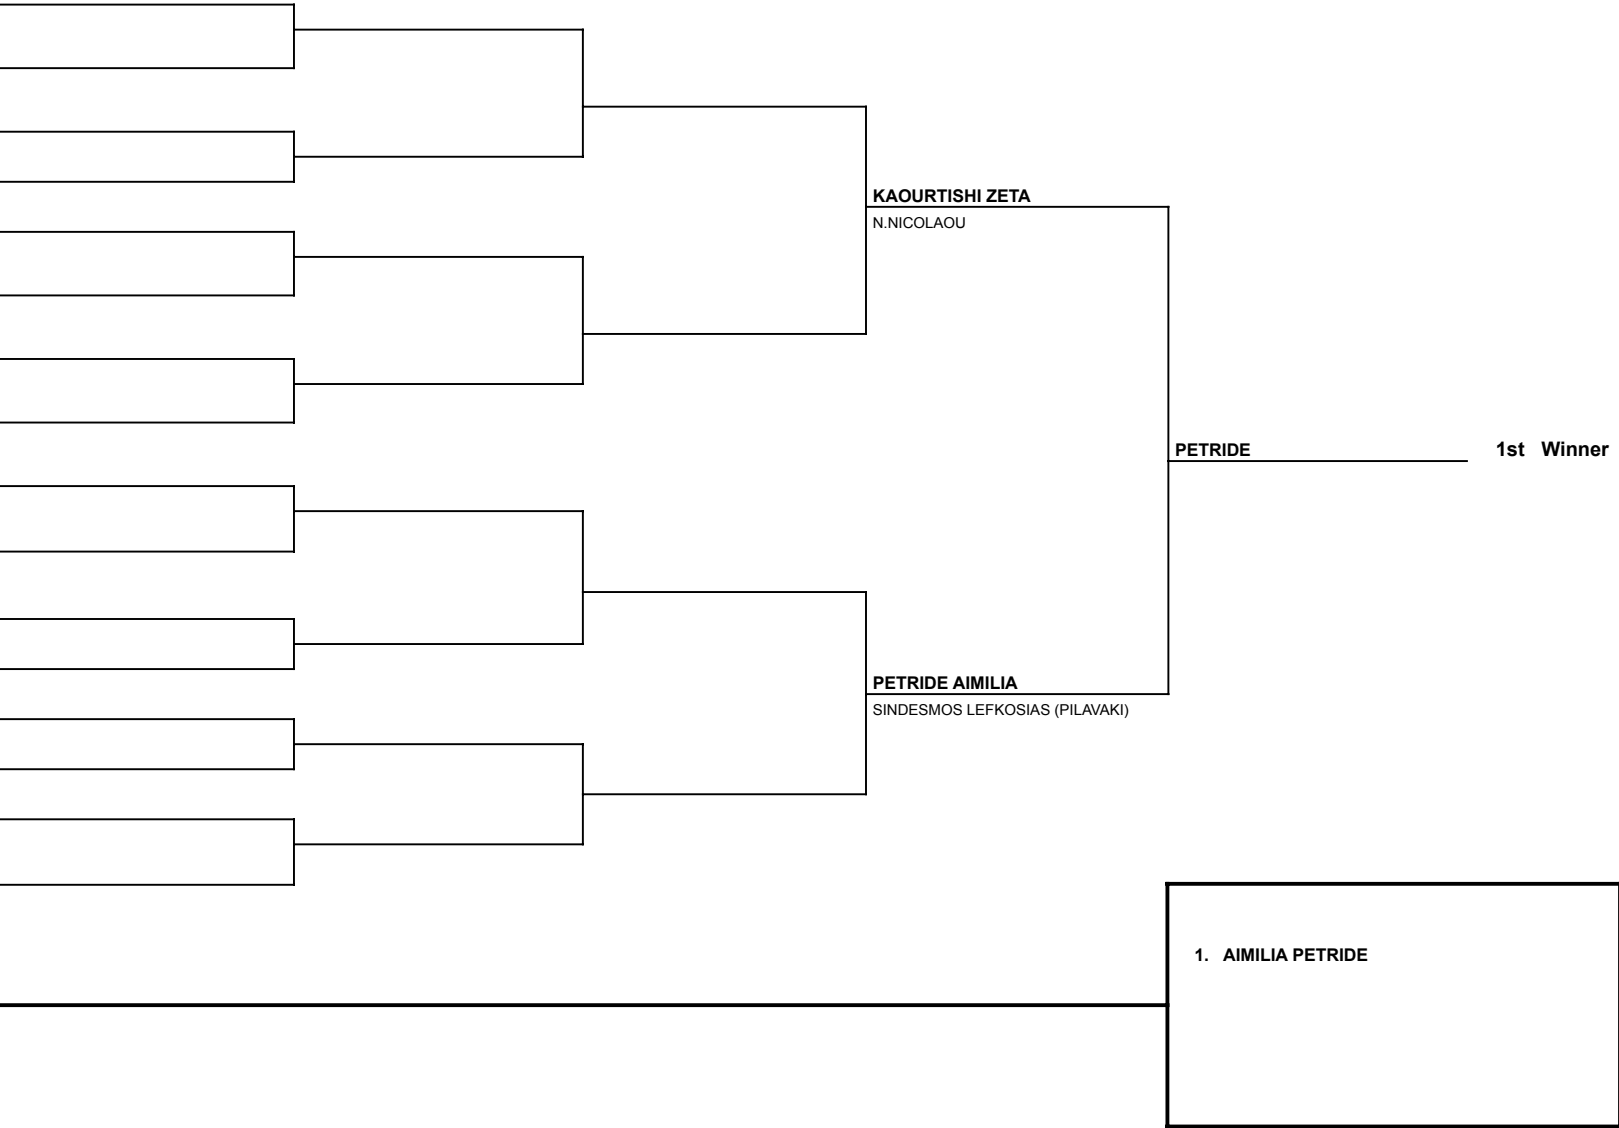 KAOURTISHI ZETA
N.NICOLAOU
PETRIDE
1st Winner
PETRIDE AIMILIA
SINDESMOS LEFKOSIAS (PILAVAKI)
1. AIMILIA PETRIDE